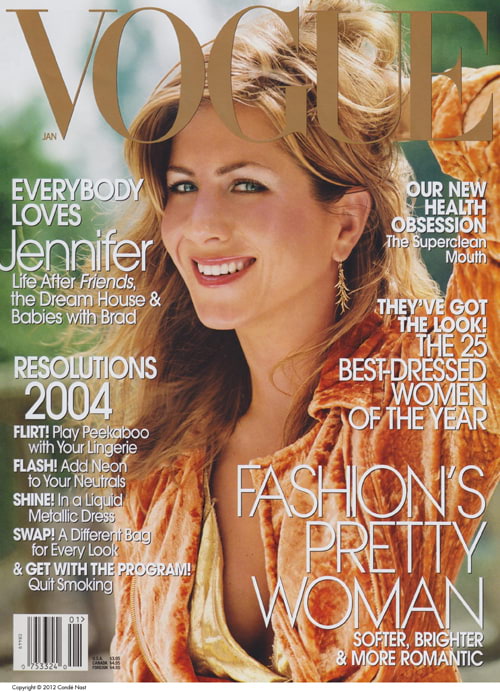 VOGUE
JAN
EVERYBODY
LOVES
Jennifer
Life After Friends,
the Dream House &
Babies with Brad
RESOLUTIONS
2004
FLIRT! Play Peekaboo
with Your Lingerie
FLASH! Add Neon
to Your Neutrals
SHINE! In a Liquid
Metallic Dress
SWAP! A Different Bag
for Every Look
& GET WITH THE PROGRAM!
Quit Smoking
OUR NEW
HEALTH
OBSESSION
The Superclean
Mouth
THEY'VE GOT
THE LOOK!
THE 25
BEST-DRESSED
WOMEN
OF THE YEAR
FASHION'S
PRETTY
WOMAN
SOFTER, BRIGHTER
& MORE ROMANTIC
01>
Copyright © 2012 Condé Nast